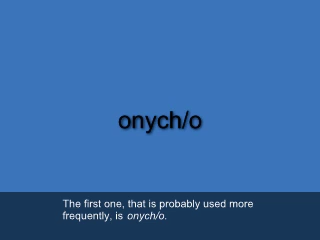 onych/o
The first one, that is probably used more
frequently, is onych/o.